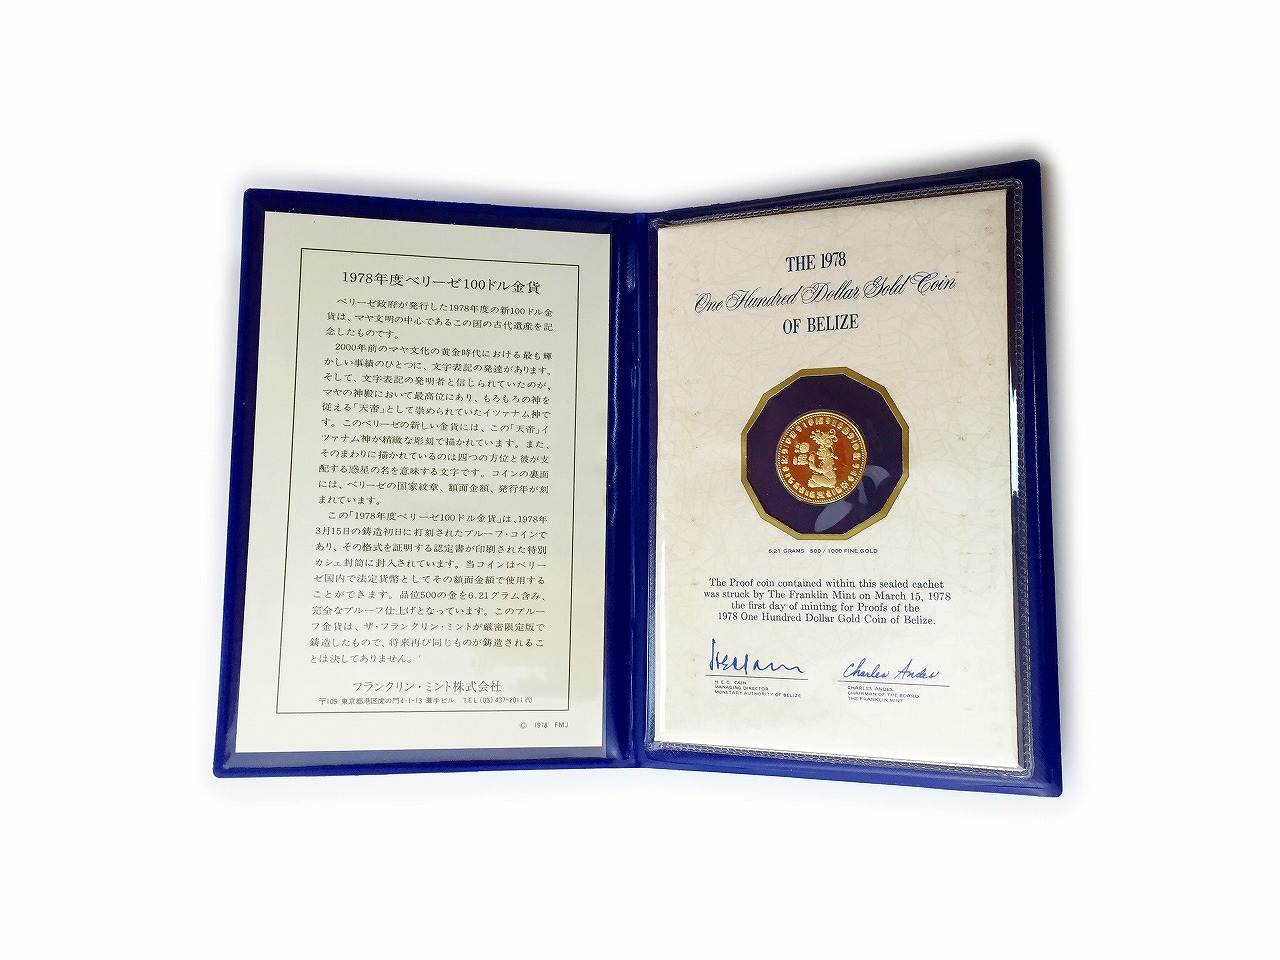 1978年度ベリーゼ100ドル金貨
ベリーゼ政府が発行した1978年度の新100ドル金
貨は、マヤ文明の中心であるこの国の古代遺産を記
念したものです。
2000年前のマヤ文化の黄金時代における最も輝
かしい事績のひとつに、文字表記の発達があります。
そして、文字表記の発明者と信じられていたのが、
マヤの神殿において最高位にあり、もろもろの神を
従える「天帝」として崇められていたイツァナム神で
す。このベリーゼの新しい金貨には、この「天帝」イ
ツァナム神が精緻な彫刻で描かれています。また、
そのまわりに描かれているのは四つの方位と彼が支
配する惑星の名を意味する文字です。コインの裏面
には、ベリーゼの国家紋章、額面金額、発行年が刻
まれています。
この「1978年度ベリーゼ100ドル金貨」は、1978年
3月15日の鋳造初日に打刻されたプルーフ・コインで
あり、その格式を証明する認定書が印刷された特別
カシェ封筒に封入されています。当コインはベリー
ゼ国内で法定貨幣としてその額面金額で使用する
ことができます。品位500の金を6.21グラム含み、
完全なプルーフ仕上げとなっています。このプルー
フ金貨は、ザ・フランクリン・ミントが厳密限定版で
鋳造したもので、将来再び同じものが鋳造されるこ
とは決してありません。
フランクリン・ミント株式会社
〒105 東京都港区虎の門4-1-13 葺手ビル TEL(03)437-2011㈹
© 1978 FMJ
THE 1978
One Hundred Dollar Gold Coin
OF BELIZE
6.21 GRAMS 500/1000 FINE GOLD
The Proof coin contained within this sealed cachet
was struck by The Franklin Mint on March 15, 1978
the first day of minting for Proofs of the
1978 One Hundred Dollar Gold Coin of Belize.
Charles Andes
H. E. C. CAIN
MANAGING DIRECTOR
MONETARY AUTHORITY OF BELIZE
CHARLES ANDES
CHAIRMAN OF THE BOARD
THE FRANKLIN MINT